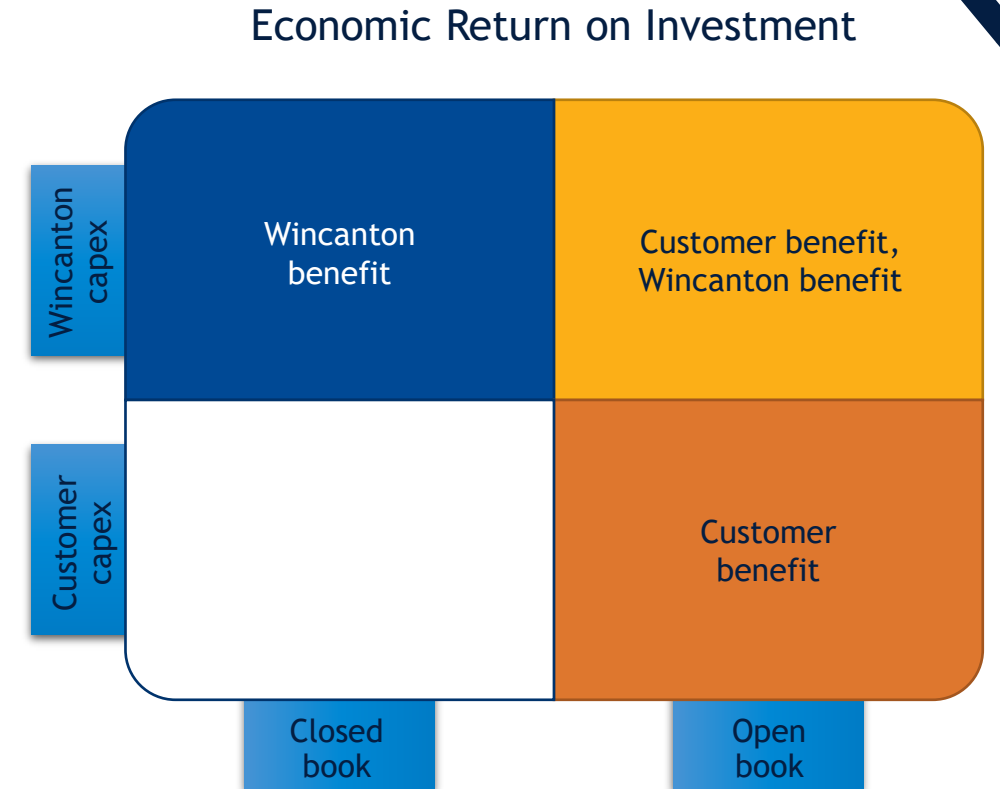 Economic Return on Investment
Wincanton
capex
Wincanton
benefit
Customer benefit,
Wincanton benefit
Customer
capex
Customer
benefit
Closed
book
Open
book